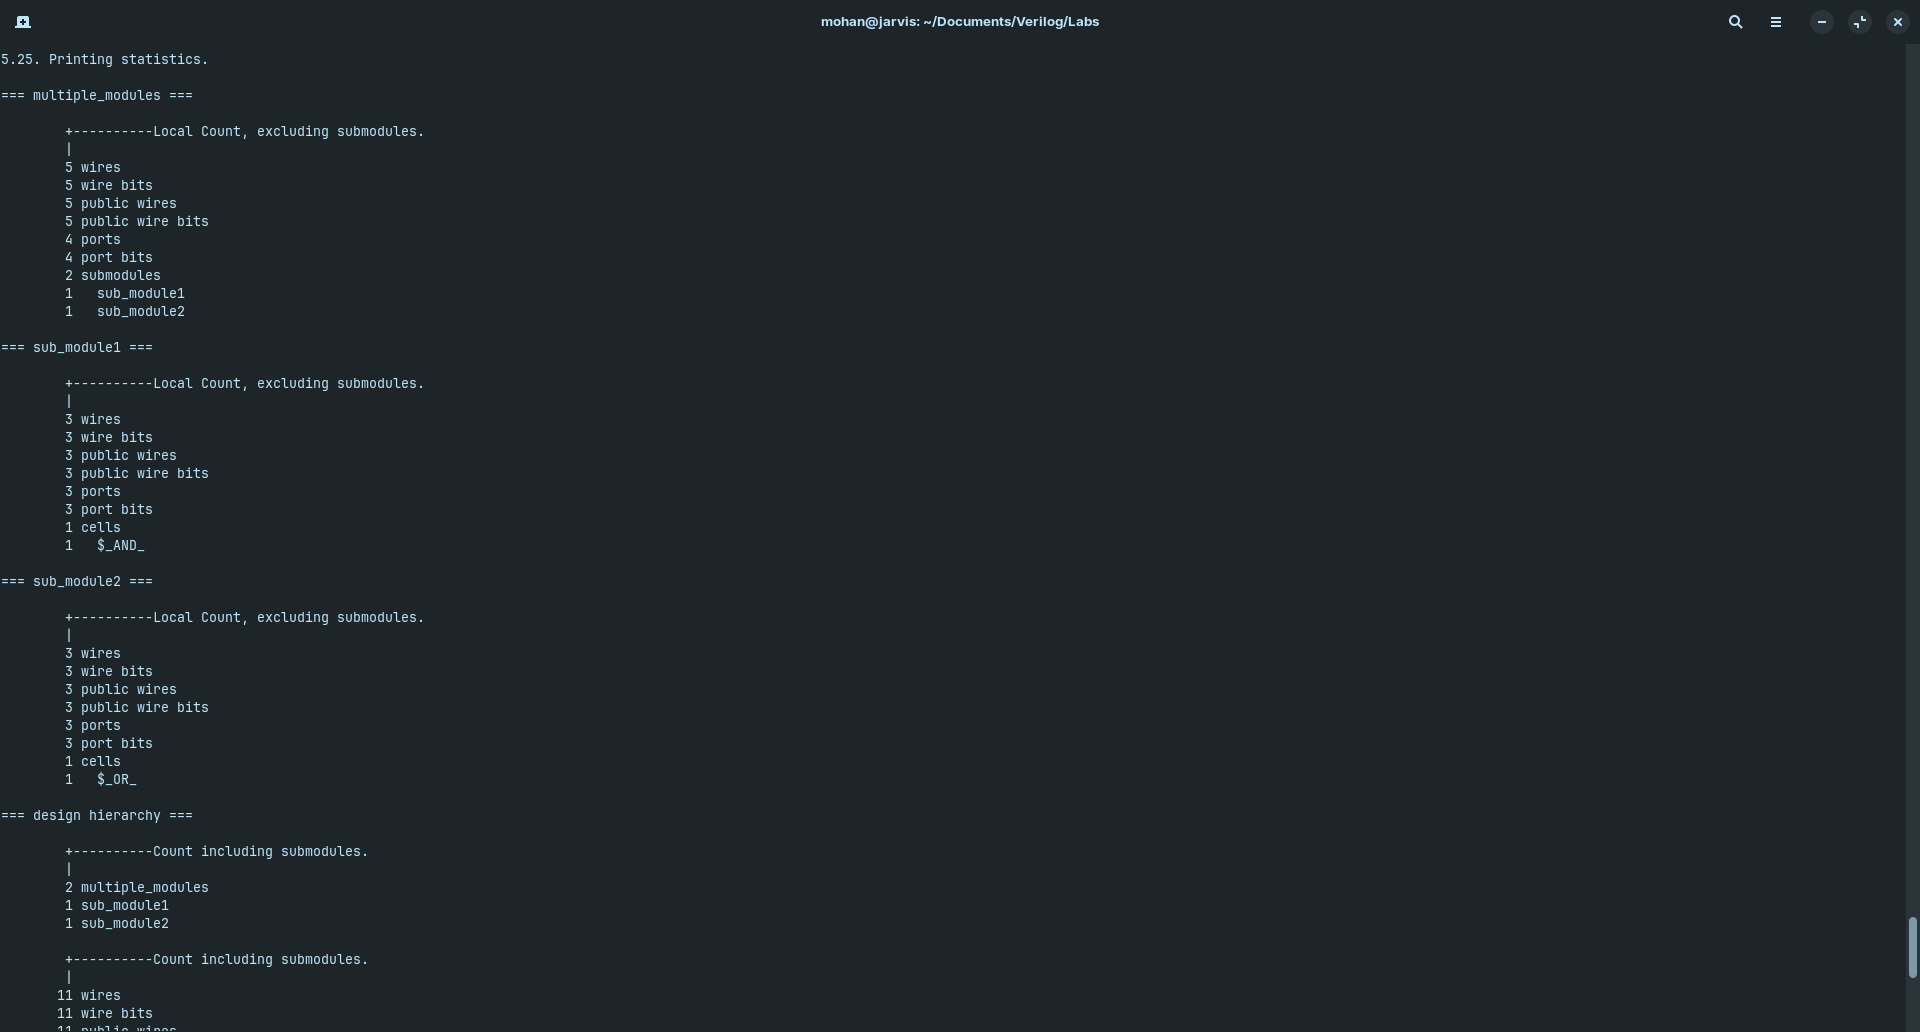 mohan@jarvis: ~/Documents/Verilog/Labs
5.25. Printing statistics.
=== multiple_modules ===
+----------Local Count, excluding submodules.
|
5 wires
5 wire bits
5 public wires
5 public wire bits
4 ports
4 port bits
2 submodules
1   sub_module1
1   sub_module2
=== sub_module1 ===
+----------Local Count, excluding submodules.
|
3 wires
3 wire bits
3 public wires
3 public wire bits
3 ports
3 port bits
1 cells
1   $_AND_
=== sub_module2 ===
+----------Local Count, excluding submodules.
|
3 wires
3 wire bits
3 public wires
3 public wire bits
3 ports
3 port bits
1 cells
1   $_OR_
=== design hierarchy ===
+----------Count including submodules.
|
2 multiple_modules
1 sub_module1
1 sub_module2
+----------Count including submodules.
|
11 wires
11 wire bits
11 public wires